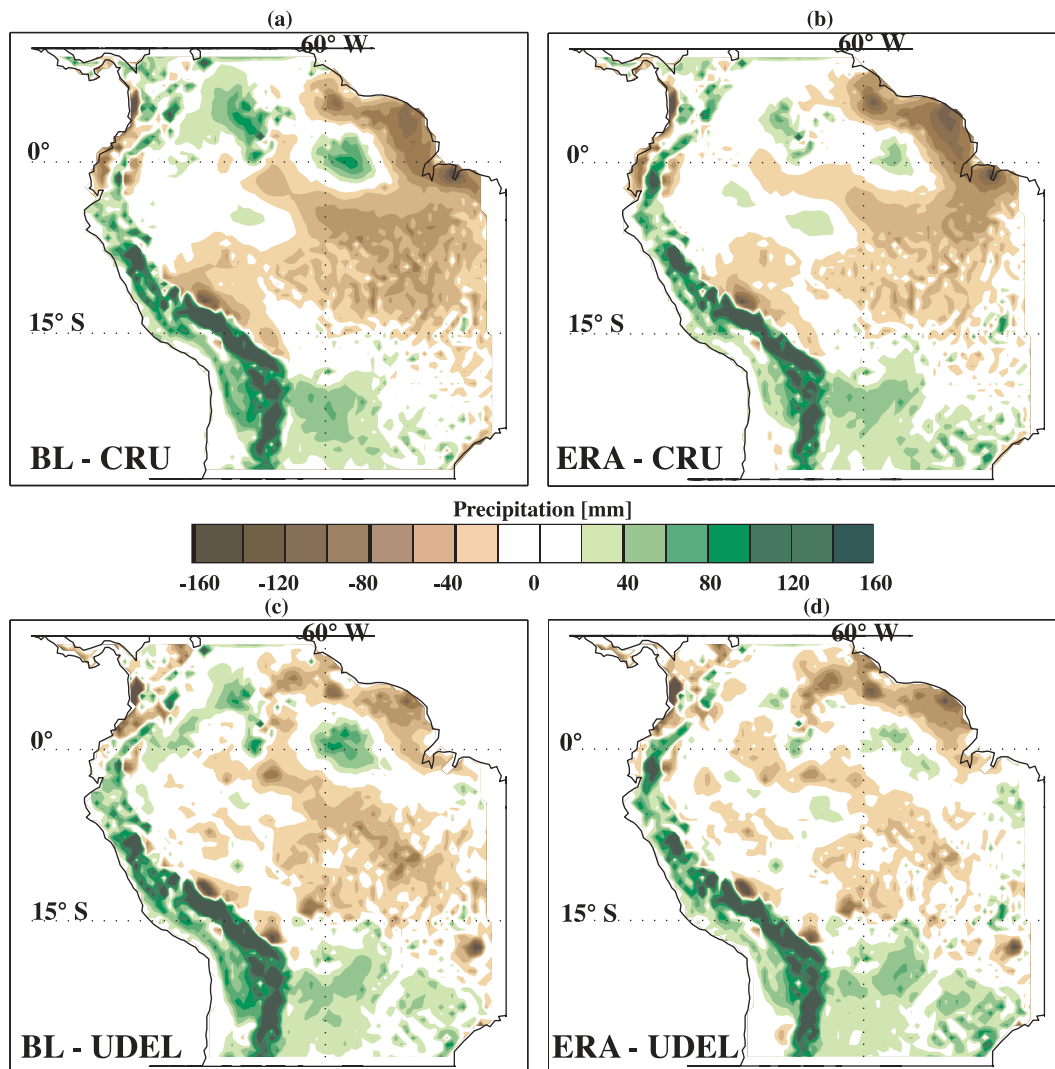 (a)
(b)
60° W
60° W
0°
0°
15° S
15° S
BL - CRU
ERA - CRU
Precipitation [mm]
-160 -120 -80 -40 0 40 80 120 160
(c)
(d)
60° W
60° W
0°
0°
15° S
15° S
BL - UDEL
ERA - UDEL